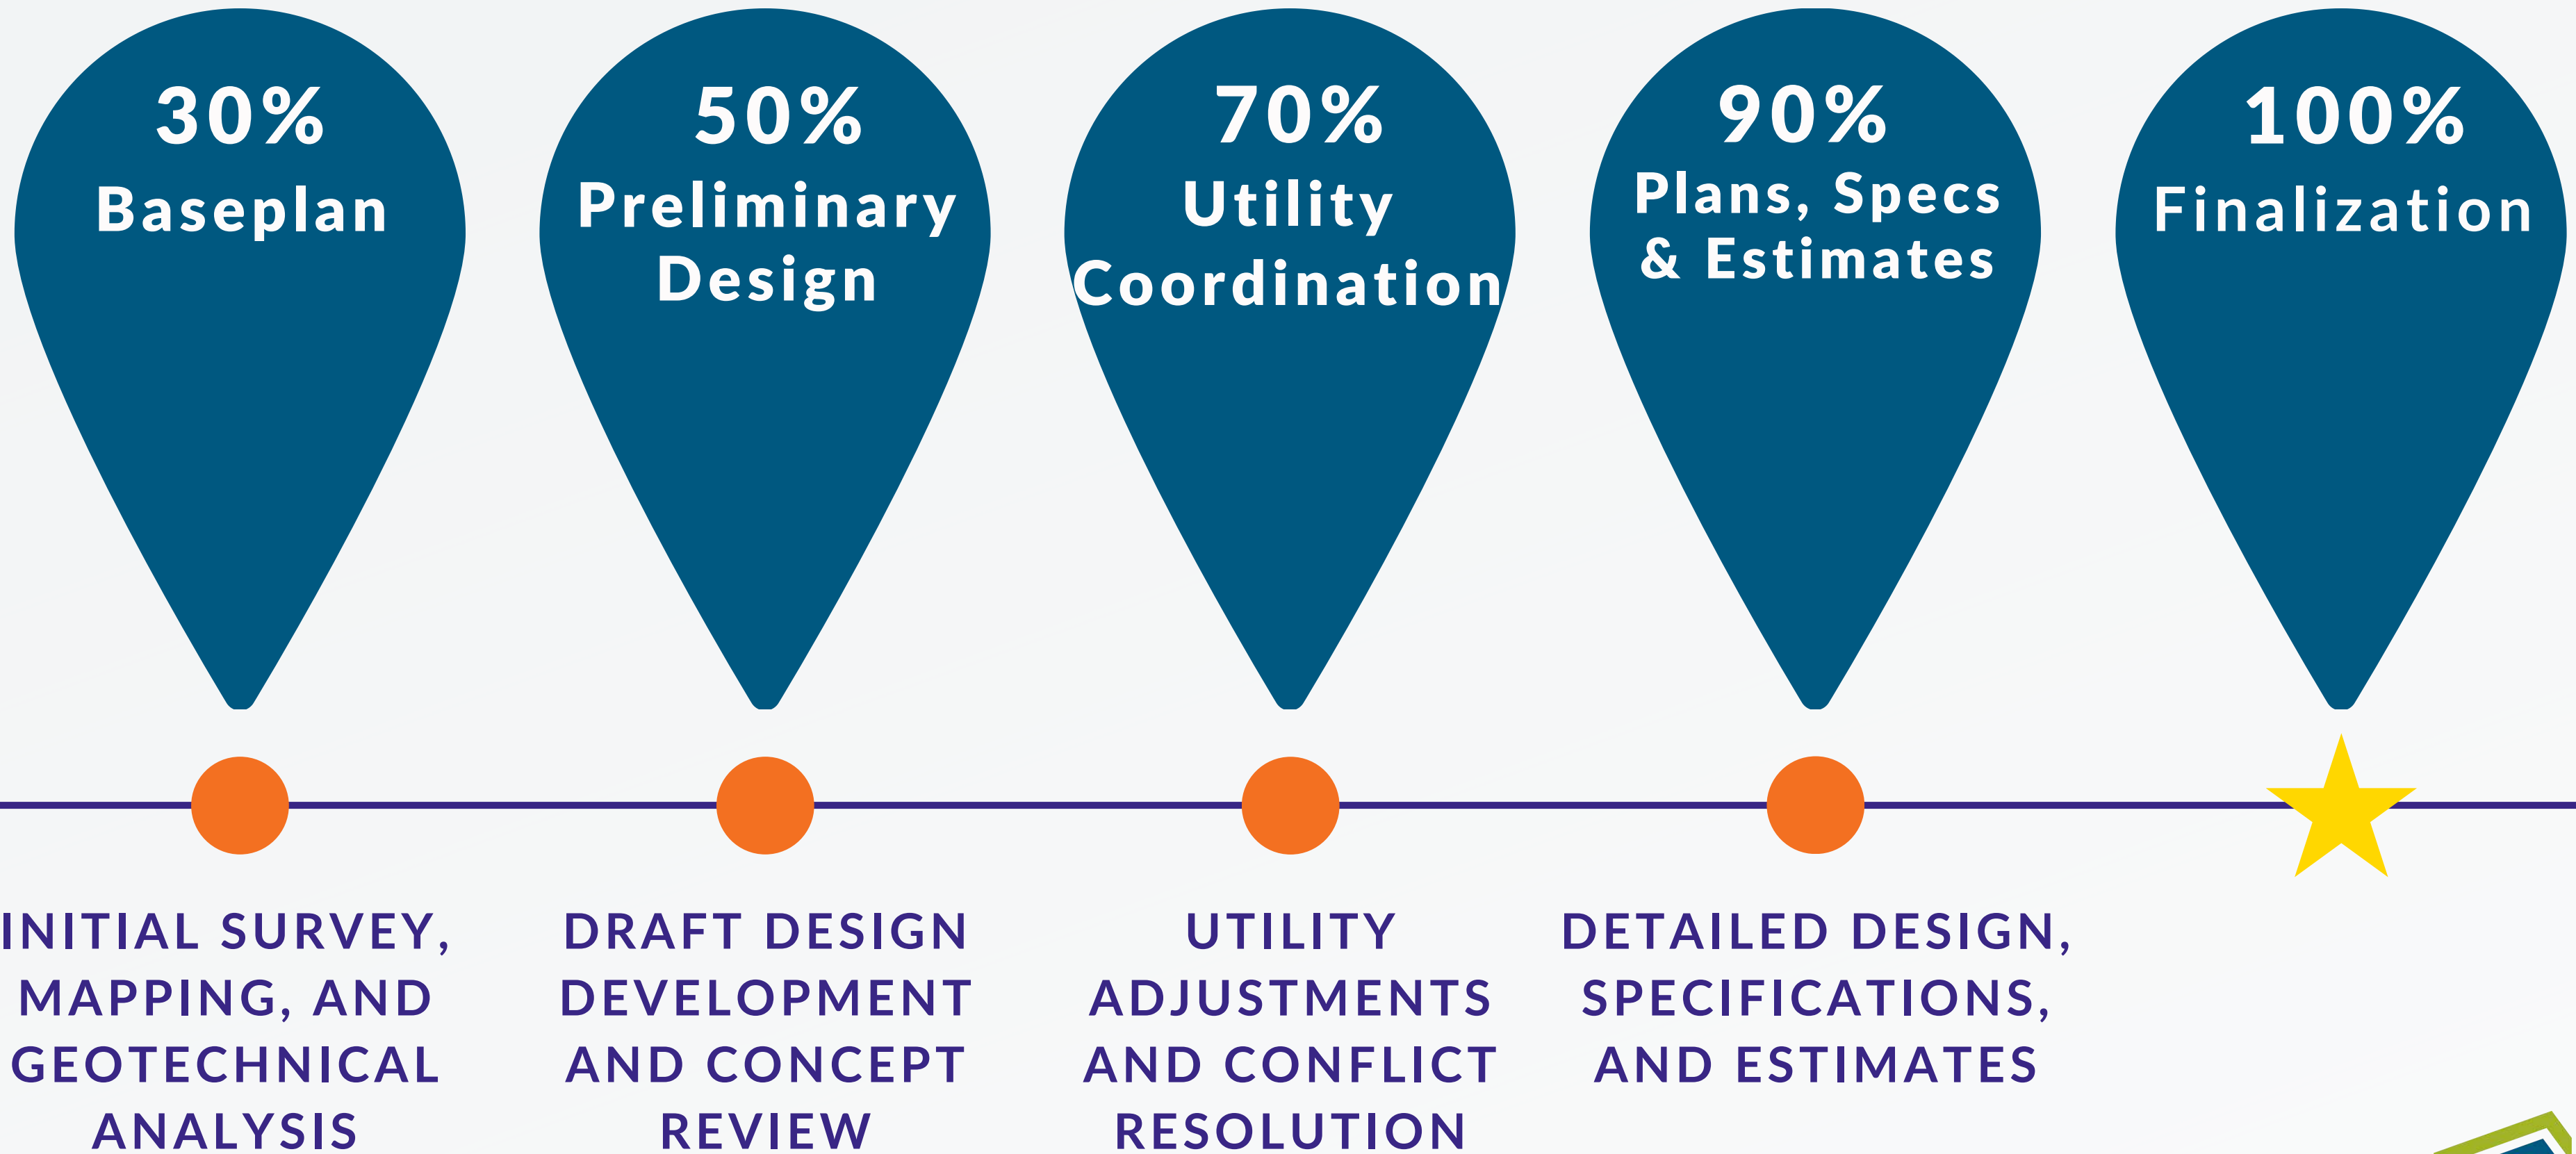 30%
Baseplan
50%
Preliminary
Design
70%
Utility
Coordination
90%
Plans, Specs
& Estimates
100%
Finalization
INITIAL SURVEY,
MAPPING, AND
GEOTECHNICAL
ANALYSIS
DRAFT DESIGN
DEVELOPMENT
AND CONCEPT
REVIEW
UTILITY
ADJUSTMENTS
AND CONFLICT
RESOLUTION
DETAILED DESIGN,
SPECIFICATIONS,
AND ESTIMATES